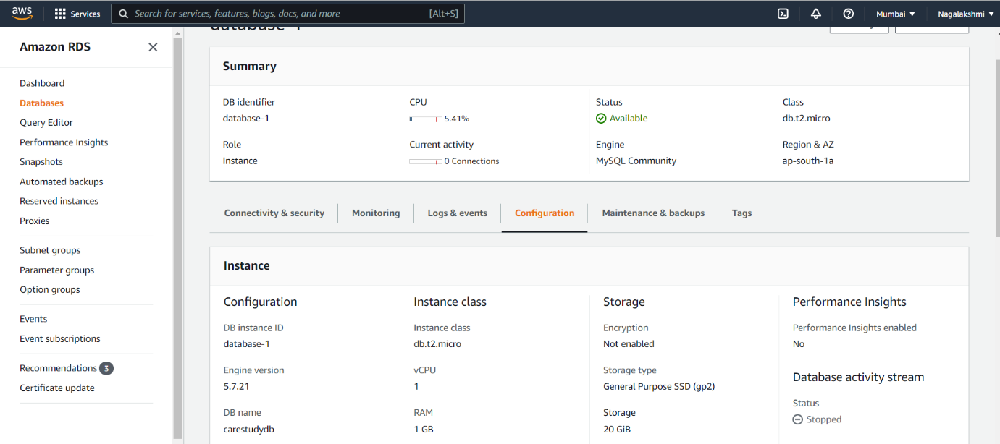 aws
Services
Search for services, features, blogs, docs, and more
[Alt+S]
Mumbai ▼
Nagalakshmi ▼
Amazon RDS
Dashboard
Databases
Query Editor
Performance Insights
Snapshots
Automated backups
Reserved instances
Proxies
Subnet groups
Parameter groups
Option groups
Events
Event subscriptions
Recommendations 3
Certificate update
database-1
Summary
DB identifier
database-1
CPU
5.41%
Status
Available
Class
db.t2.micro
Role
Instance
Current activity
0 Connections
Engine
MySQL Community
Region & AZ
ap-south-1a
Connectivity & security
Monitoring
Logs & events
Configuration
Maintenance & backups
Tags
Instance
Configuration
DB instance ID
database-1
Engine version
5.7.21
DB name
carestudydb
Instance class
Instance class
db.t2.micro
vCPU
1
RAM
1 GB
Storage
Encryption
Not enabled
Storage type
General Purpose SSD (gp2)
Storage
20 GiB
Performance Insights
Performance Insights enabled
No
Database activity stream
Status
Stopped